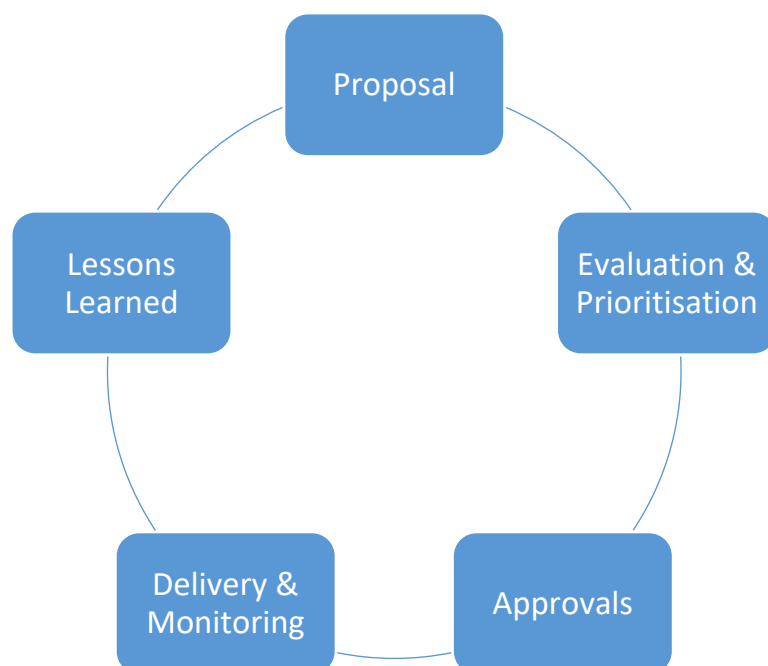 Proposal
Evaluation &
Prioritisation
Approvals
Delivery &
Monitoring
Lessons
Learned